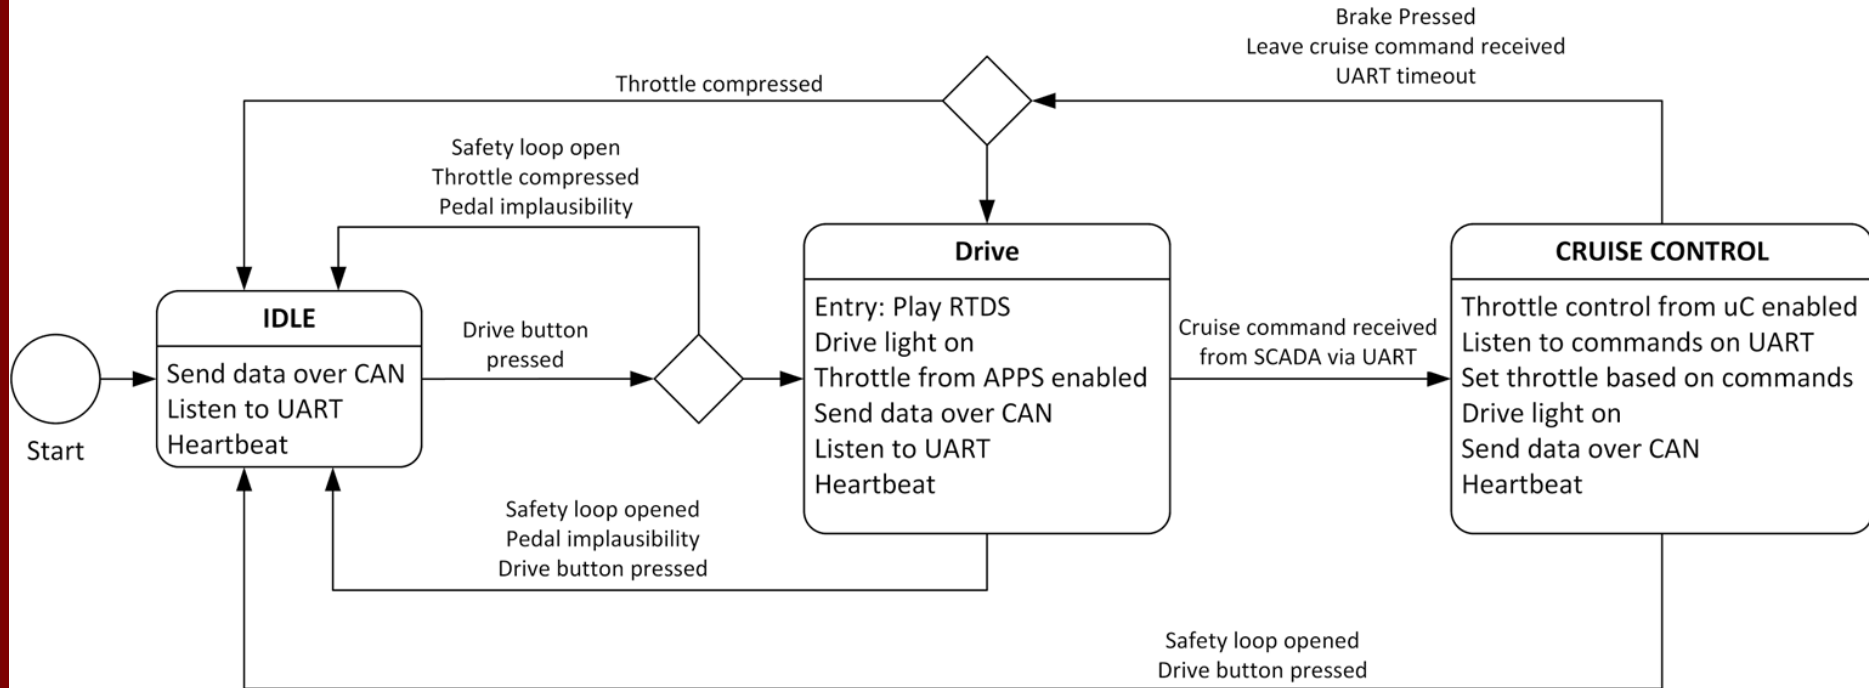 Brake Pressed
Leave cruise command received
UART timeout
Throttle compressed
Safety loop open
Throttle compressed
Pedal implausibility
Start
IDLE
Send data over CAN
Listen to UART
Heartbeat
Drive button
pressed
Drive
Entry: Play RTDS
Drive light on
Throttle from APPS enabled
Send data over CAN
Listen to UART
Heartbeat
Cruise command received
from SCADA via UART
CRUISE CONTROL
Throttle control from uC enabled
Listen to commands on UART
Set throttle based on commands
Drive light on
Send data over CAN
Heartbeat
Safety loop opened
Pedal implausibility
Drive button pressed
Safety loop opened
Drive button pressed